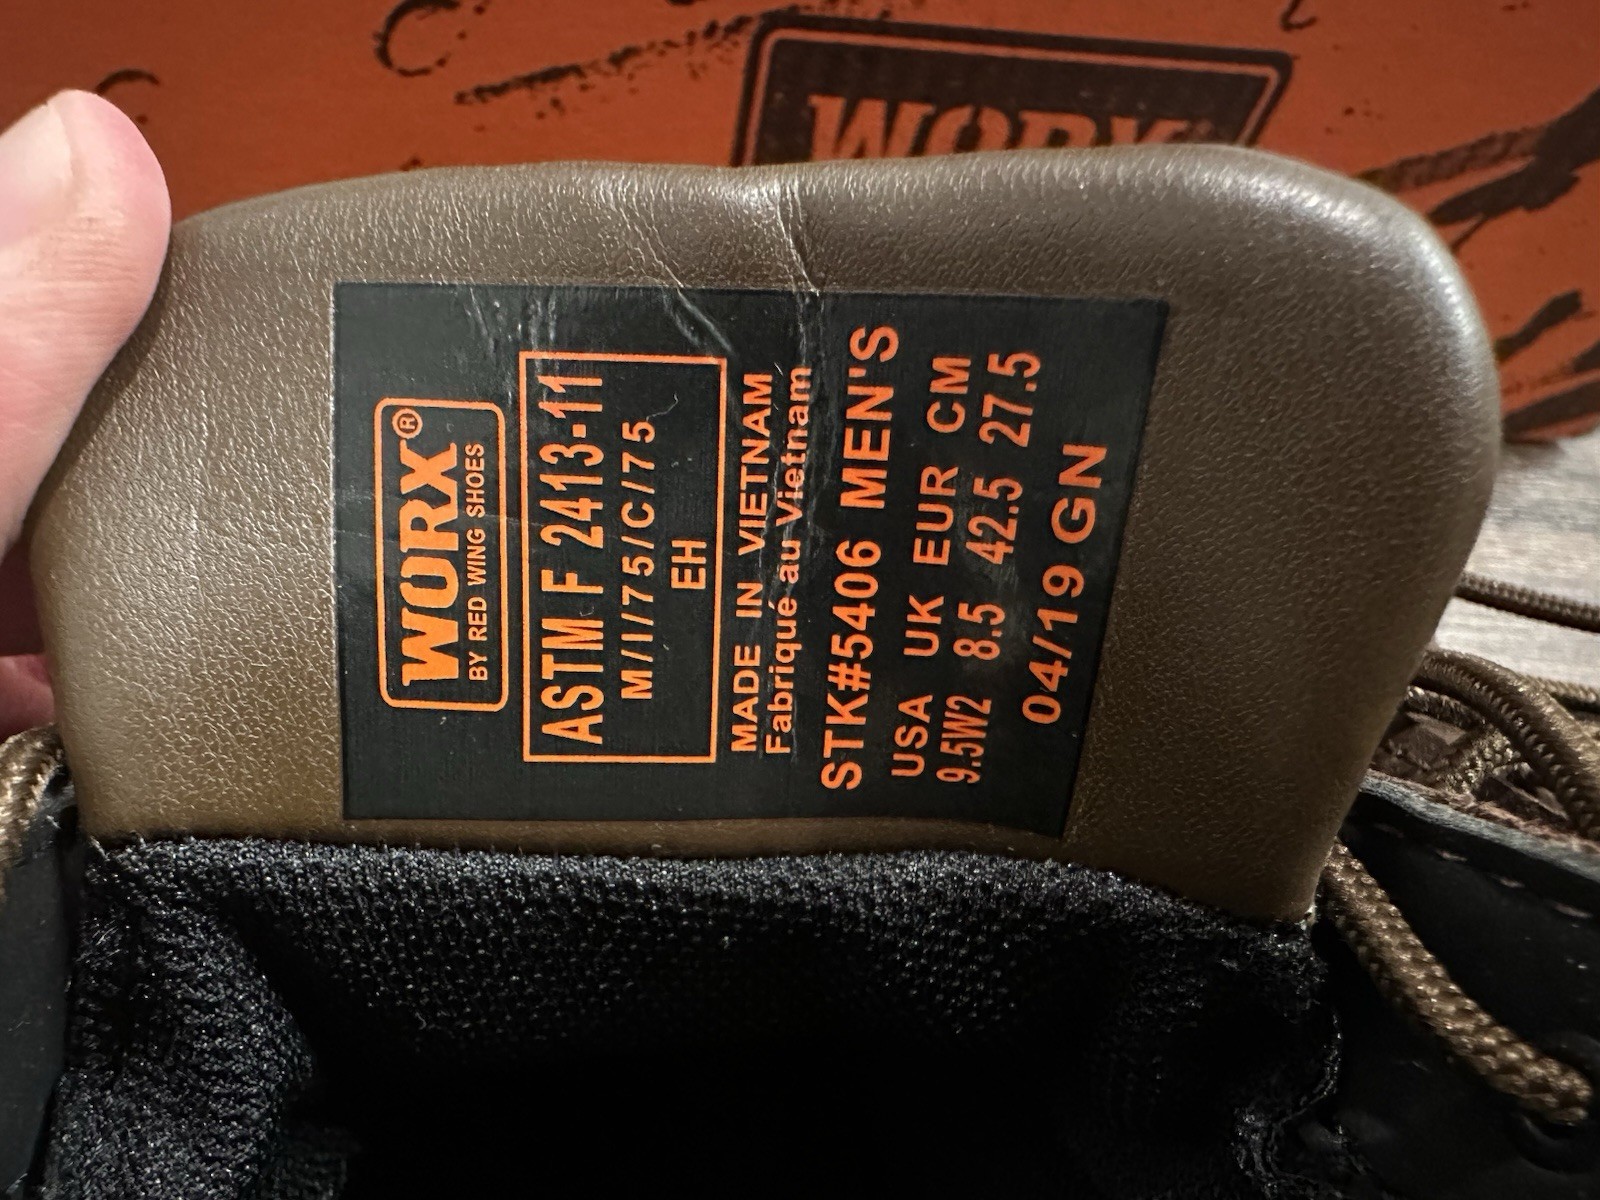 WORX
WORX®
BY RED WING SHOES
ASTM F 2413-11
M/I/75/C/75
EH
MADE IN VIETNAM
Fabriqué au Vietnam
STK#5406 MEN'S
USA UK EUR CM
9.5W2 8.5 42.5 27.5
04/19 GN